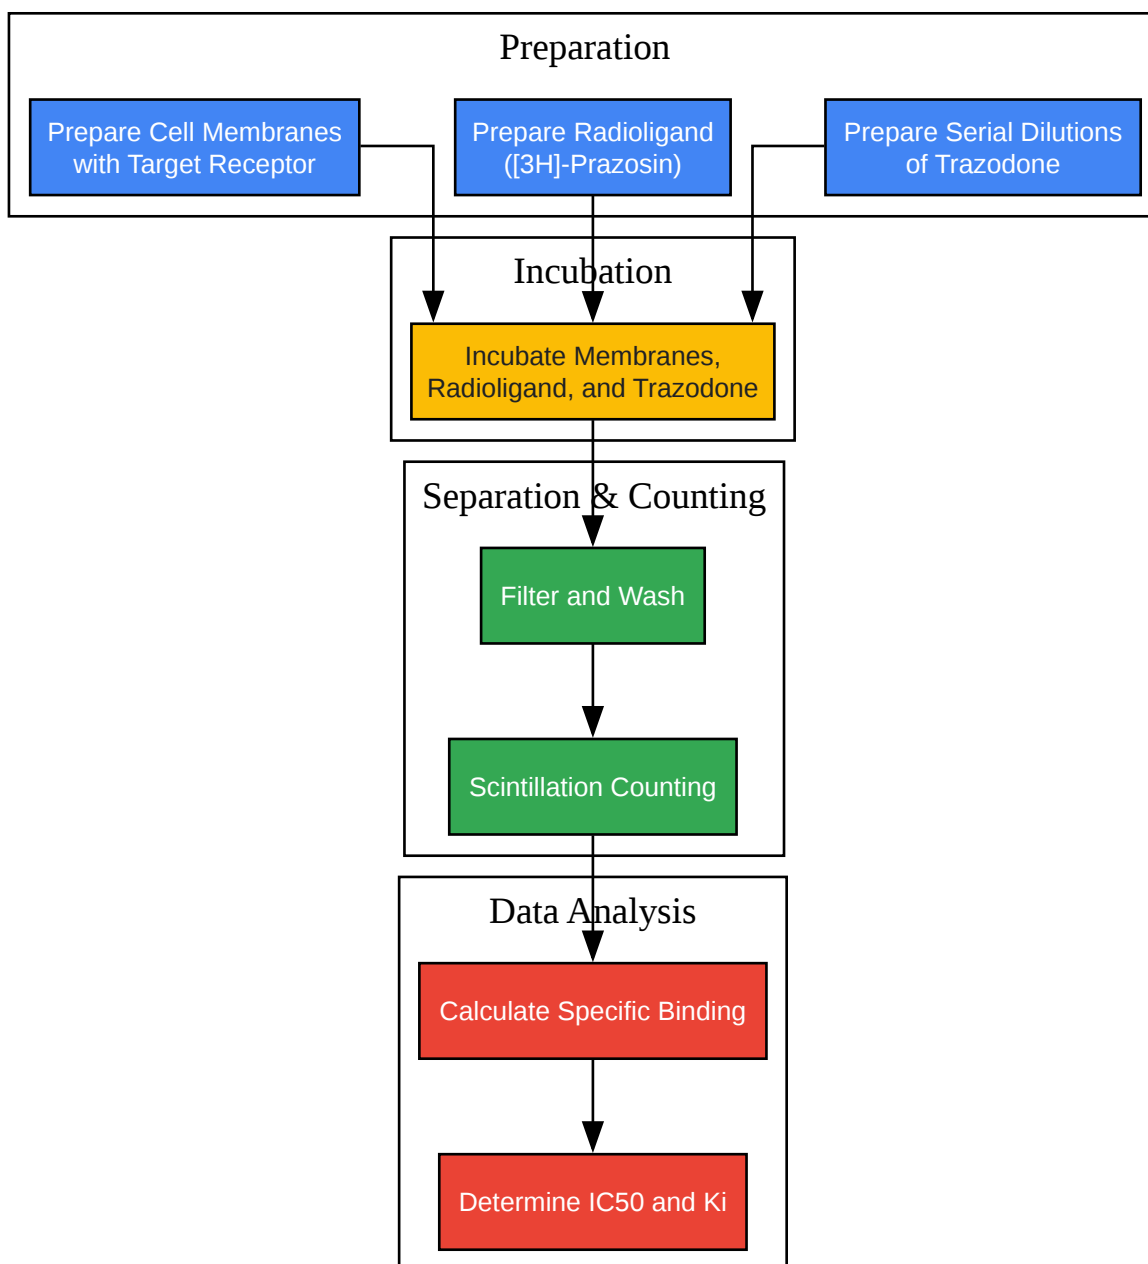 Preparation
Prepare Cell Membranes
with Target Receptor
Prepare Radioligand
([3H]-Prazosin)
Prepare Serial Dilutions
of Trazodone
Incubation
Incubate Membranes,
Radioligand, and Trazodone
Separation & Counting
Filter and Wash
Scintillation Counting
Data Analysis
Calculate Specific Binding
Determine IC50 and Ki